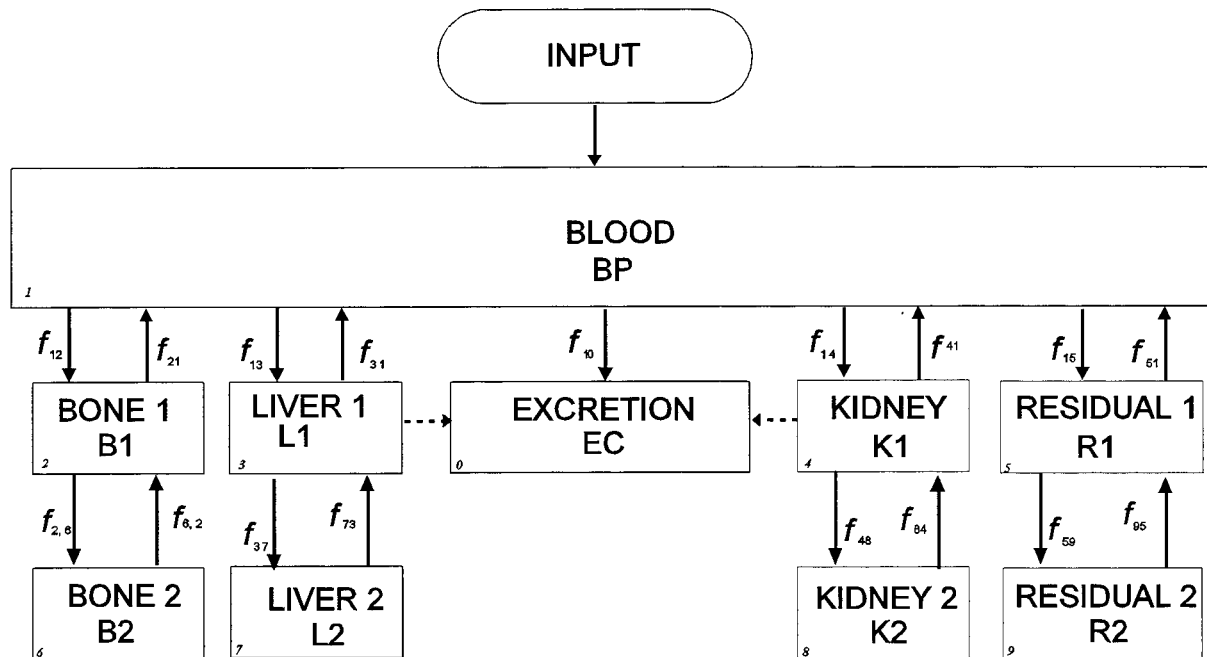 INPUT
BLOOD
BP
1
f12 f21 f13 f31 f10 f14 f41 f15 f51
BONE 1
B1
2
LIVER 1
L1
3
EXCRETION
EC
0
KIDNEY
K1
4
RESIDUAL 1
R1
5
f2,6 f6,2 f37 f73 f48 f84 f59 f95
BONE 2
B2
6
LIVER 2
L2
7
KIDNEY 2
K2
8
RESIDUAL 2
R2
9